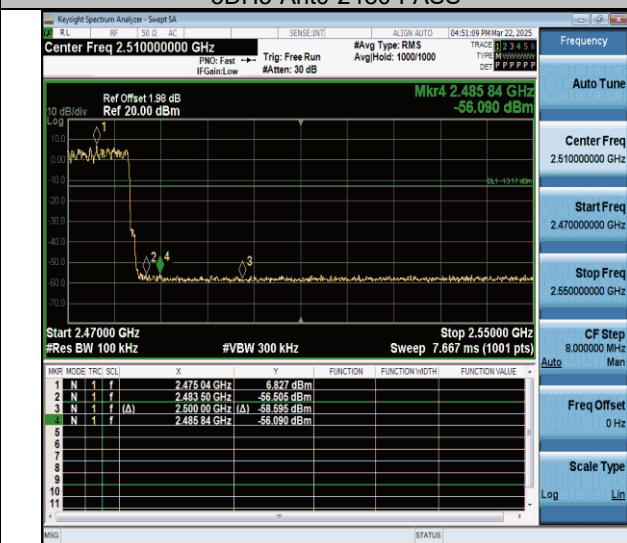 Keysight Spectrum Analyzer - Swept SA
RL RF 50 Ω AC SENSE:INT ALIGN AUTO 04:51:09 PM Mar 22, 2025
Center Freq 2.510000000 GHz
PNO: Fast
IFGain:Low
Trig: Free Run
#Atten: 30 dB
#Avg Type: RMS
Avg|Hold: 1000/1000
TRACE 1 2 3 4 5 6
TYPE MWWWWW
DET P P P P P P
Frequency
Auto Tune
Center Freq
2.510000000 GHz
Start Freq
2.470000000 GHz
Stop Freq
2.550000000 GHz
CF Step
8.000000 MHz
Auto Man
Freq Offset
0 Hz
Scale Type
Log Lin
Mkr4 2.485 84 GHz
-56.090 dBm
Ref Offset 1.98 dB
10 dB/div Ref 20.00 dBm
Log
10.0
0.00
-10.0
-20.0
-30.0
-40.0
-50.0
-60.0
-70.0
DL1 -13.17 dBm
1
2
4
3
Start 2.47000 GHz Stop 2.55000 GHz
#Res BW 100 kHz #VBW 300 kHz Sweep 7.667 ms (1001 pts)
MKR MODE TRC SCL X Y FUNCTION FUNCTION WIDTH FUNCTION VALUE
1 N 1 f 2.475 04 GHz 6.827 dBm
2 N 1 f 2.483 50 GHz -56.505 dBm
3 N 1 f (Δ) 2.500 00 GHz (Δ) -58.595 dBm
4 N 1 f 2.485 84 GHz -56.090 dBm
5
6
7
8
9
10
11
MSG STATUS